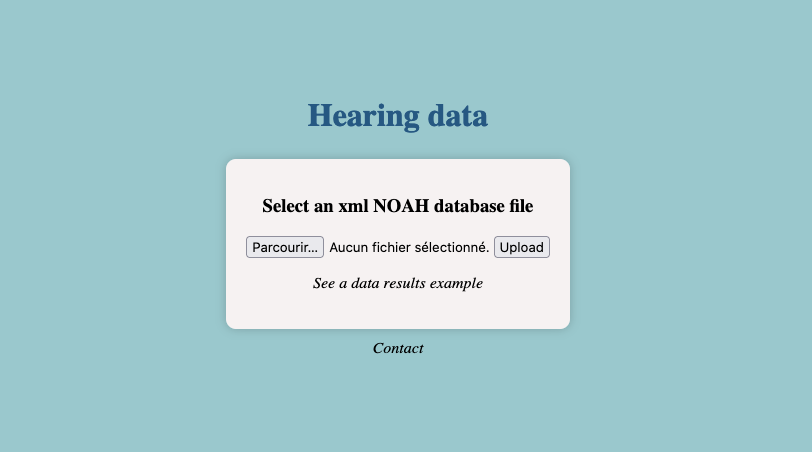 Hearing data
Select an xml NOAH database file
Parcourir... Aucun fichier sélectionné. Upload
See a data results example
Contact